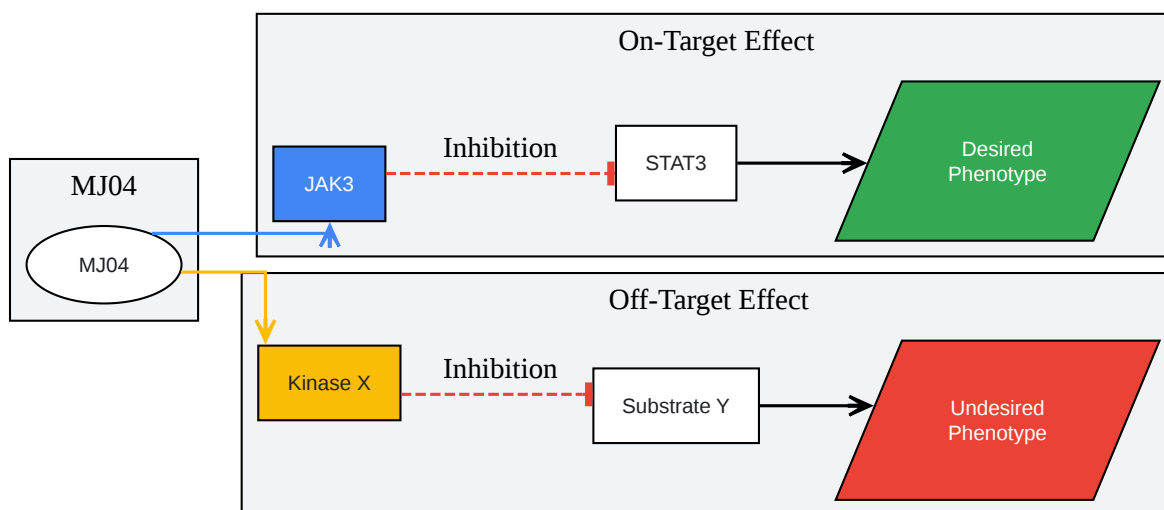 On-Target Effect
MJ04
MJ04
JAK3
Inhibition
STAT3
Desired
Phenotype
Off-Target Effect
Kinase X
Inhibition
Substrate Y
Undesired
Phenotype